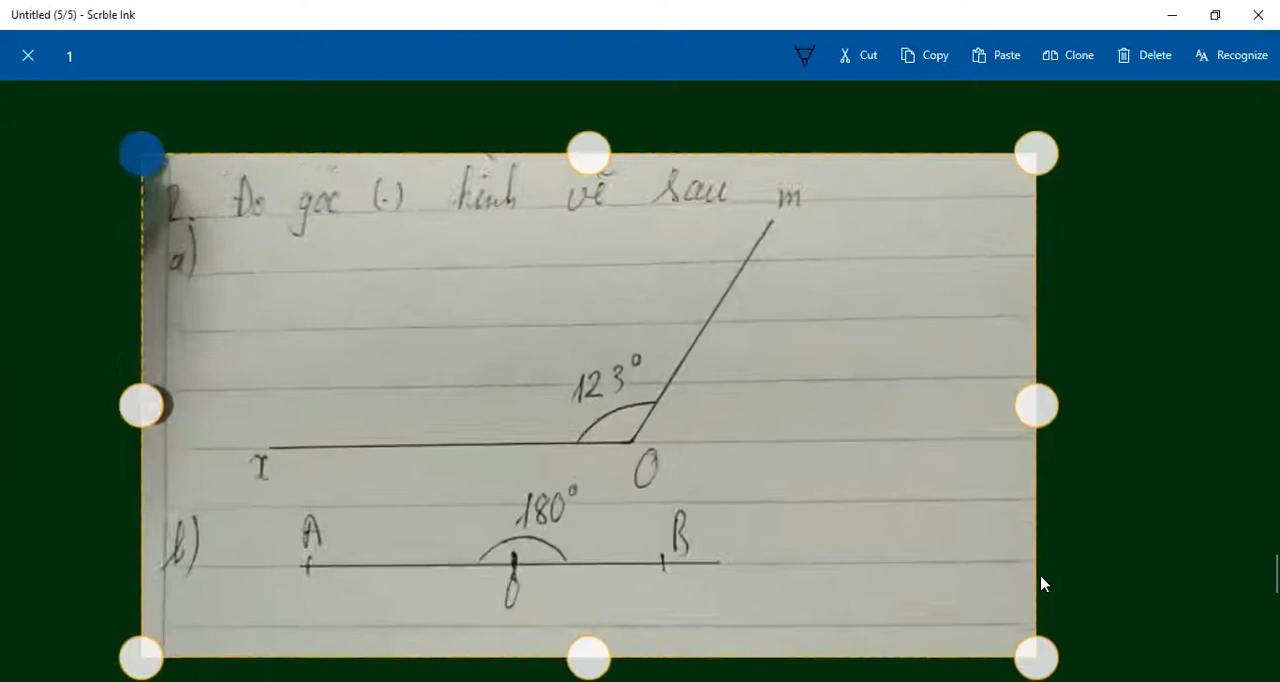 Untitled (5/5) - Scrble Ink
1 Cut Copy Paste Clone Delete Recognize
2. Đo góc (.) hình vẽ sau
a)
m
123°
x O
180°
b) A B
O